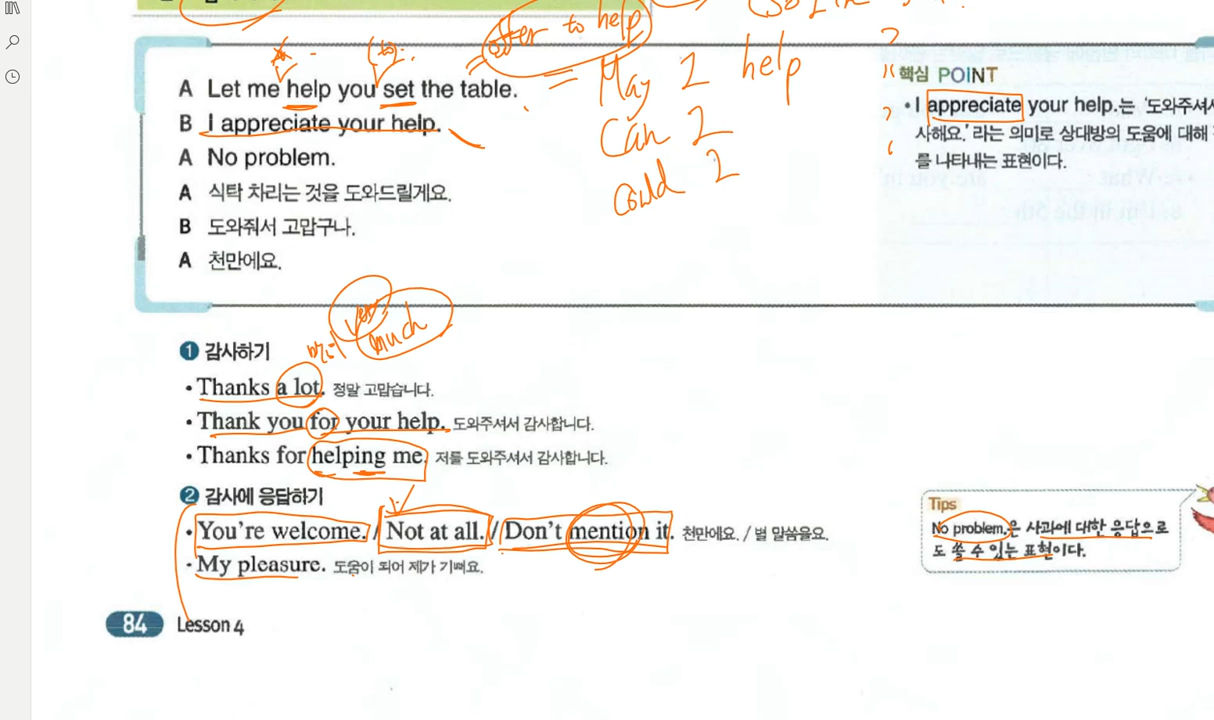 offer to help
= May I help ?
Can I ?
Could I
(to)
A Let me help you set the table.
B I appreciate your help.
A No problem.
A 식탁 차리는 것을 도와드릴게요.
B 도와줘서 고맙구나.
A 천만에요.
핵심 POINT
• I appreciate your help.는 '도와주셔
사해요.' 라는 의미로 상대방의 도움에 대해
를 나타내는 표현이다.
very
much
1 감사하기
• Thanks a lot. 정말 고맙습니다.
• Thank you for your help. 도와주셔서 감사합니다.
• Thanks for helping me. 저를 도와주셔서 감사합니다.
2 감사에 응답하기
• You're welcome. / Not at all. / Don't mention it. 천만에요. / 별 말씀을요.
• My pleasure. 도움이 되어 제가 기뻐요.
Tips
No problem.은 사과에 대한 응답으로
도 쓸 수 있는 표현이다.
84 Lesson 4